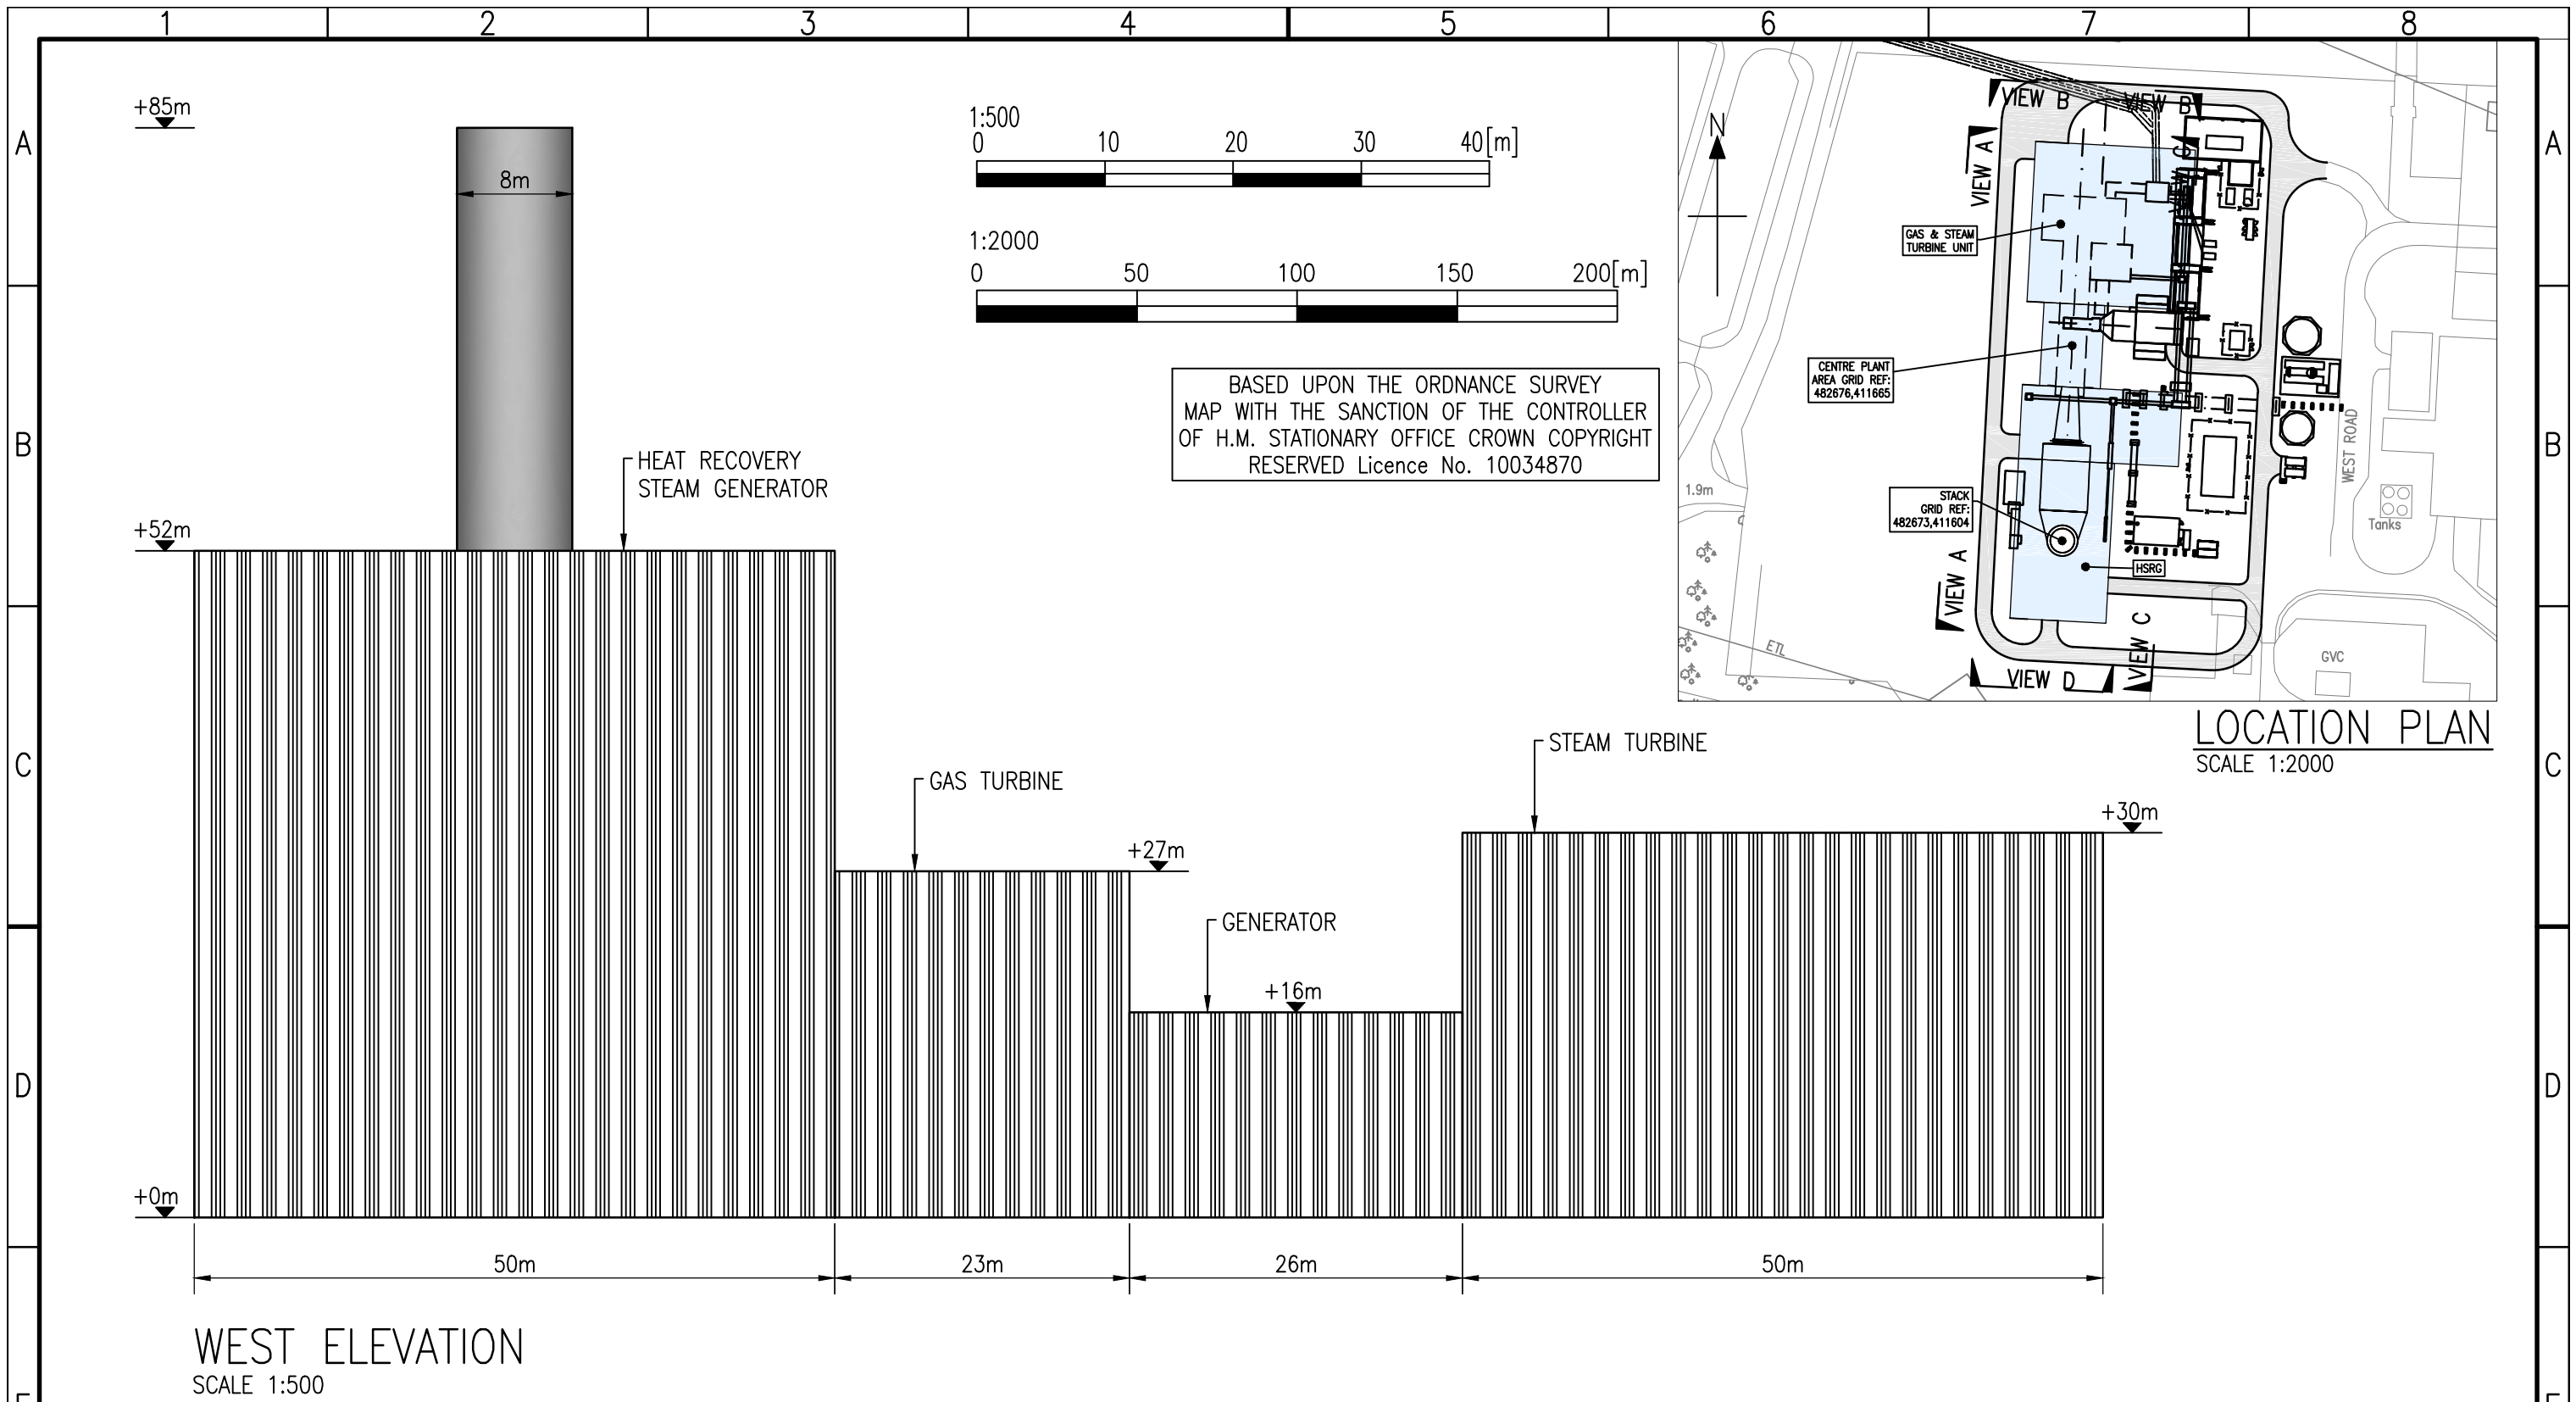 1 2 3 4 5 6 7 8
A A
B B
C C
D D
+85m
8m
1:500
0 10 20 30 40[m]
1:2000
0 50 100 150 200[m]
BASED UPON THE ORDNANCE SURVEY
MAP WITH THE SANCTION OF THE CONTROLLER
OF H.M. STATIONARY OFFICE CROWN COPYRIGHT
RESERVED Licence No. 10034870
HEAT RECOVERY
STEAM GENERATOR
+52m
GAS TURBINE
+27m
GENERATOR
+16m
STEAM TURBINE
+30m
+0m
50m 23m 26m 50m
WEST ELEVATION
SCALE 1:500
N
VIEW B VIEW B
VIEW A
C
GAS & STEAM
TURBINE UNIT
CENTRE PLANT
AREA GRID REF:
482676,411665
STACK
GRID REF:
482673,411604
HSRG
VIEW A
VIEW C
VIEW D
WEST ROAD
Tanks
GVC
ETL
1.9m
LOCATION PLAN
SCALE 1:2000